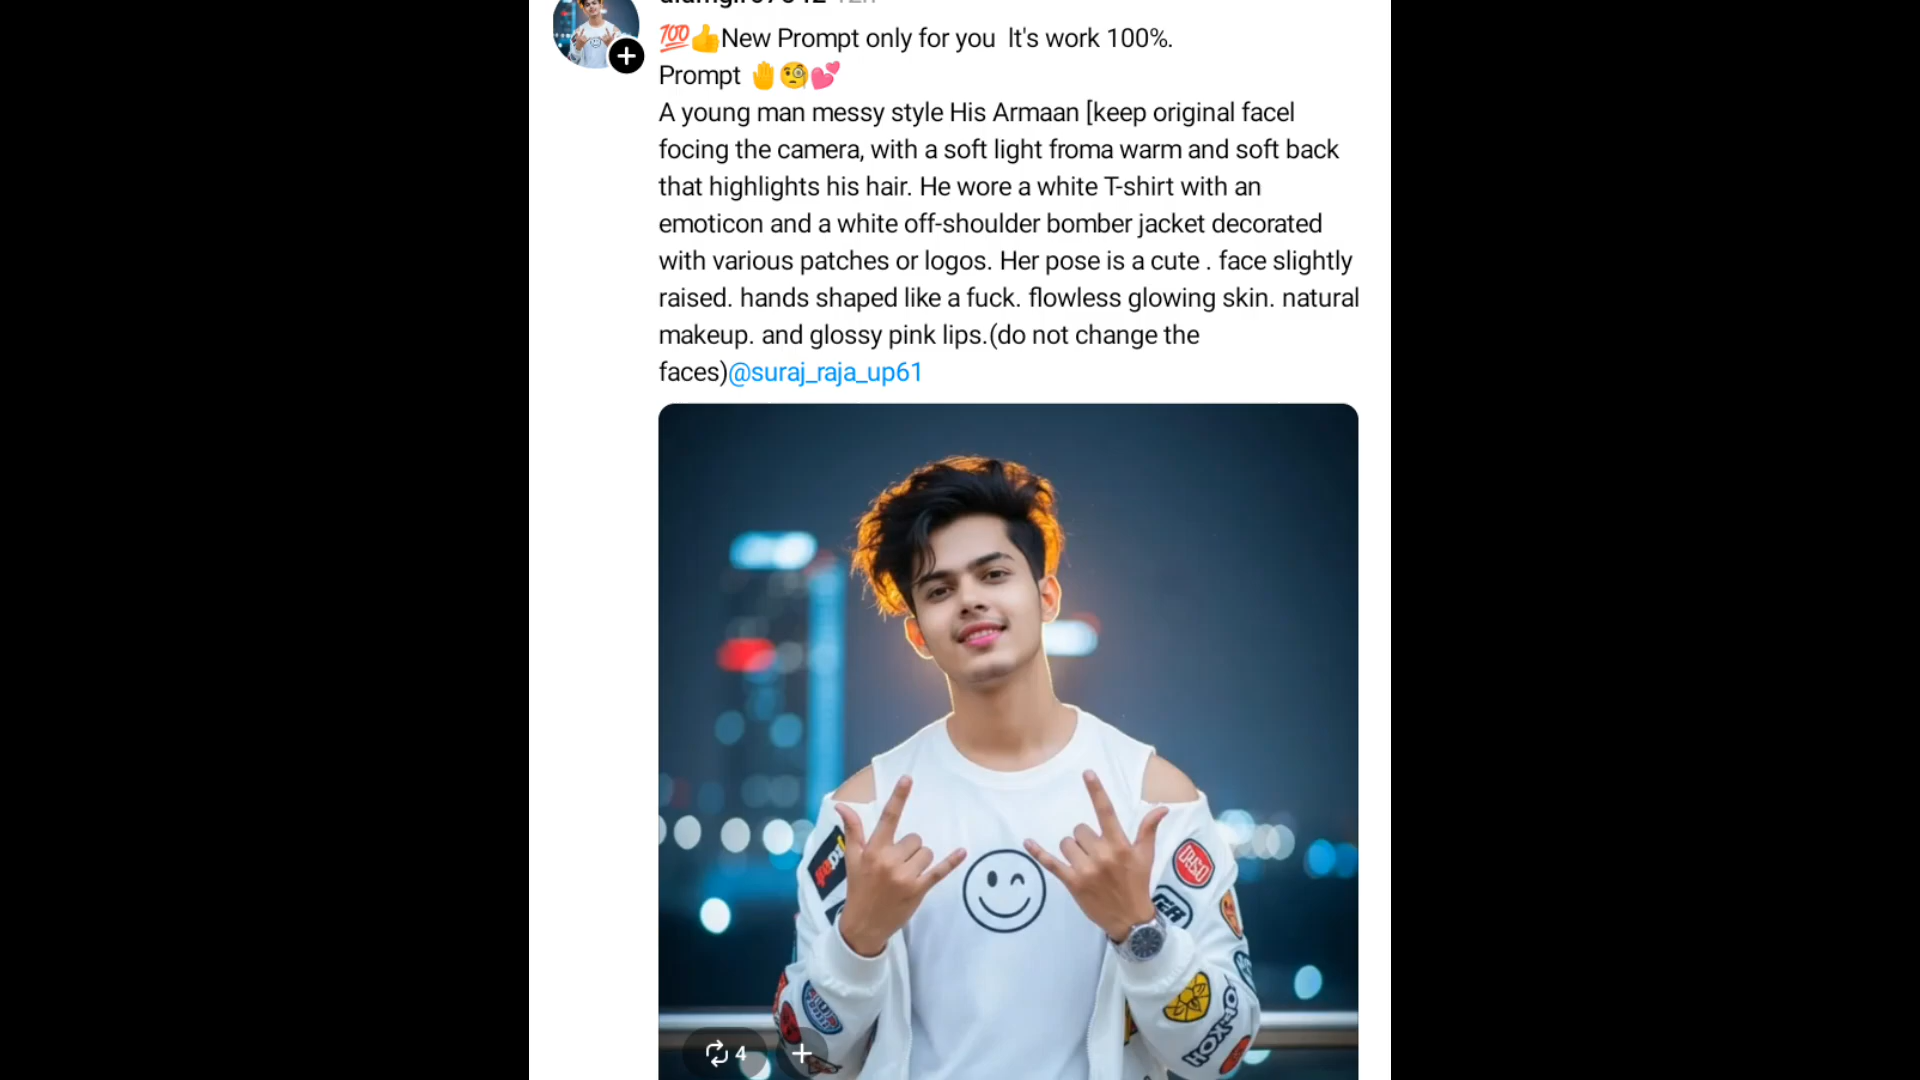 💯👍New Prompt only for you It's work 100%.
Prompt 🤚🧐💕
A young man messy style His Armaan [keep original facel
focing the camera, with a soft light froma warm and soft back
that highlights his hair. He wore a white T-shirt with an
emoticon and a white off-shoulder bomber jacket decorated
with various patches or logos. Her pose is a cute . face slightly
raised. hands shaped like a fuck. flowless glowing skin. natural
makeup. and glossy pink lips.(do not change the
faces)@suraj_raja_up61
4